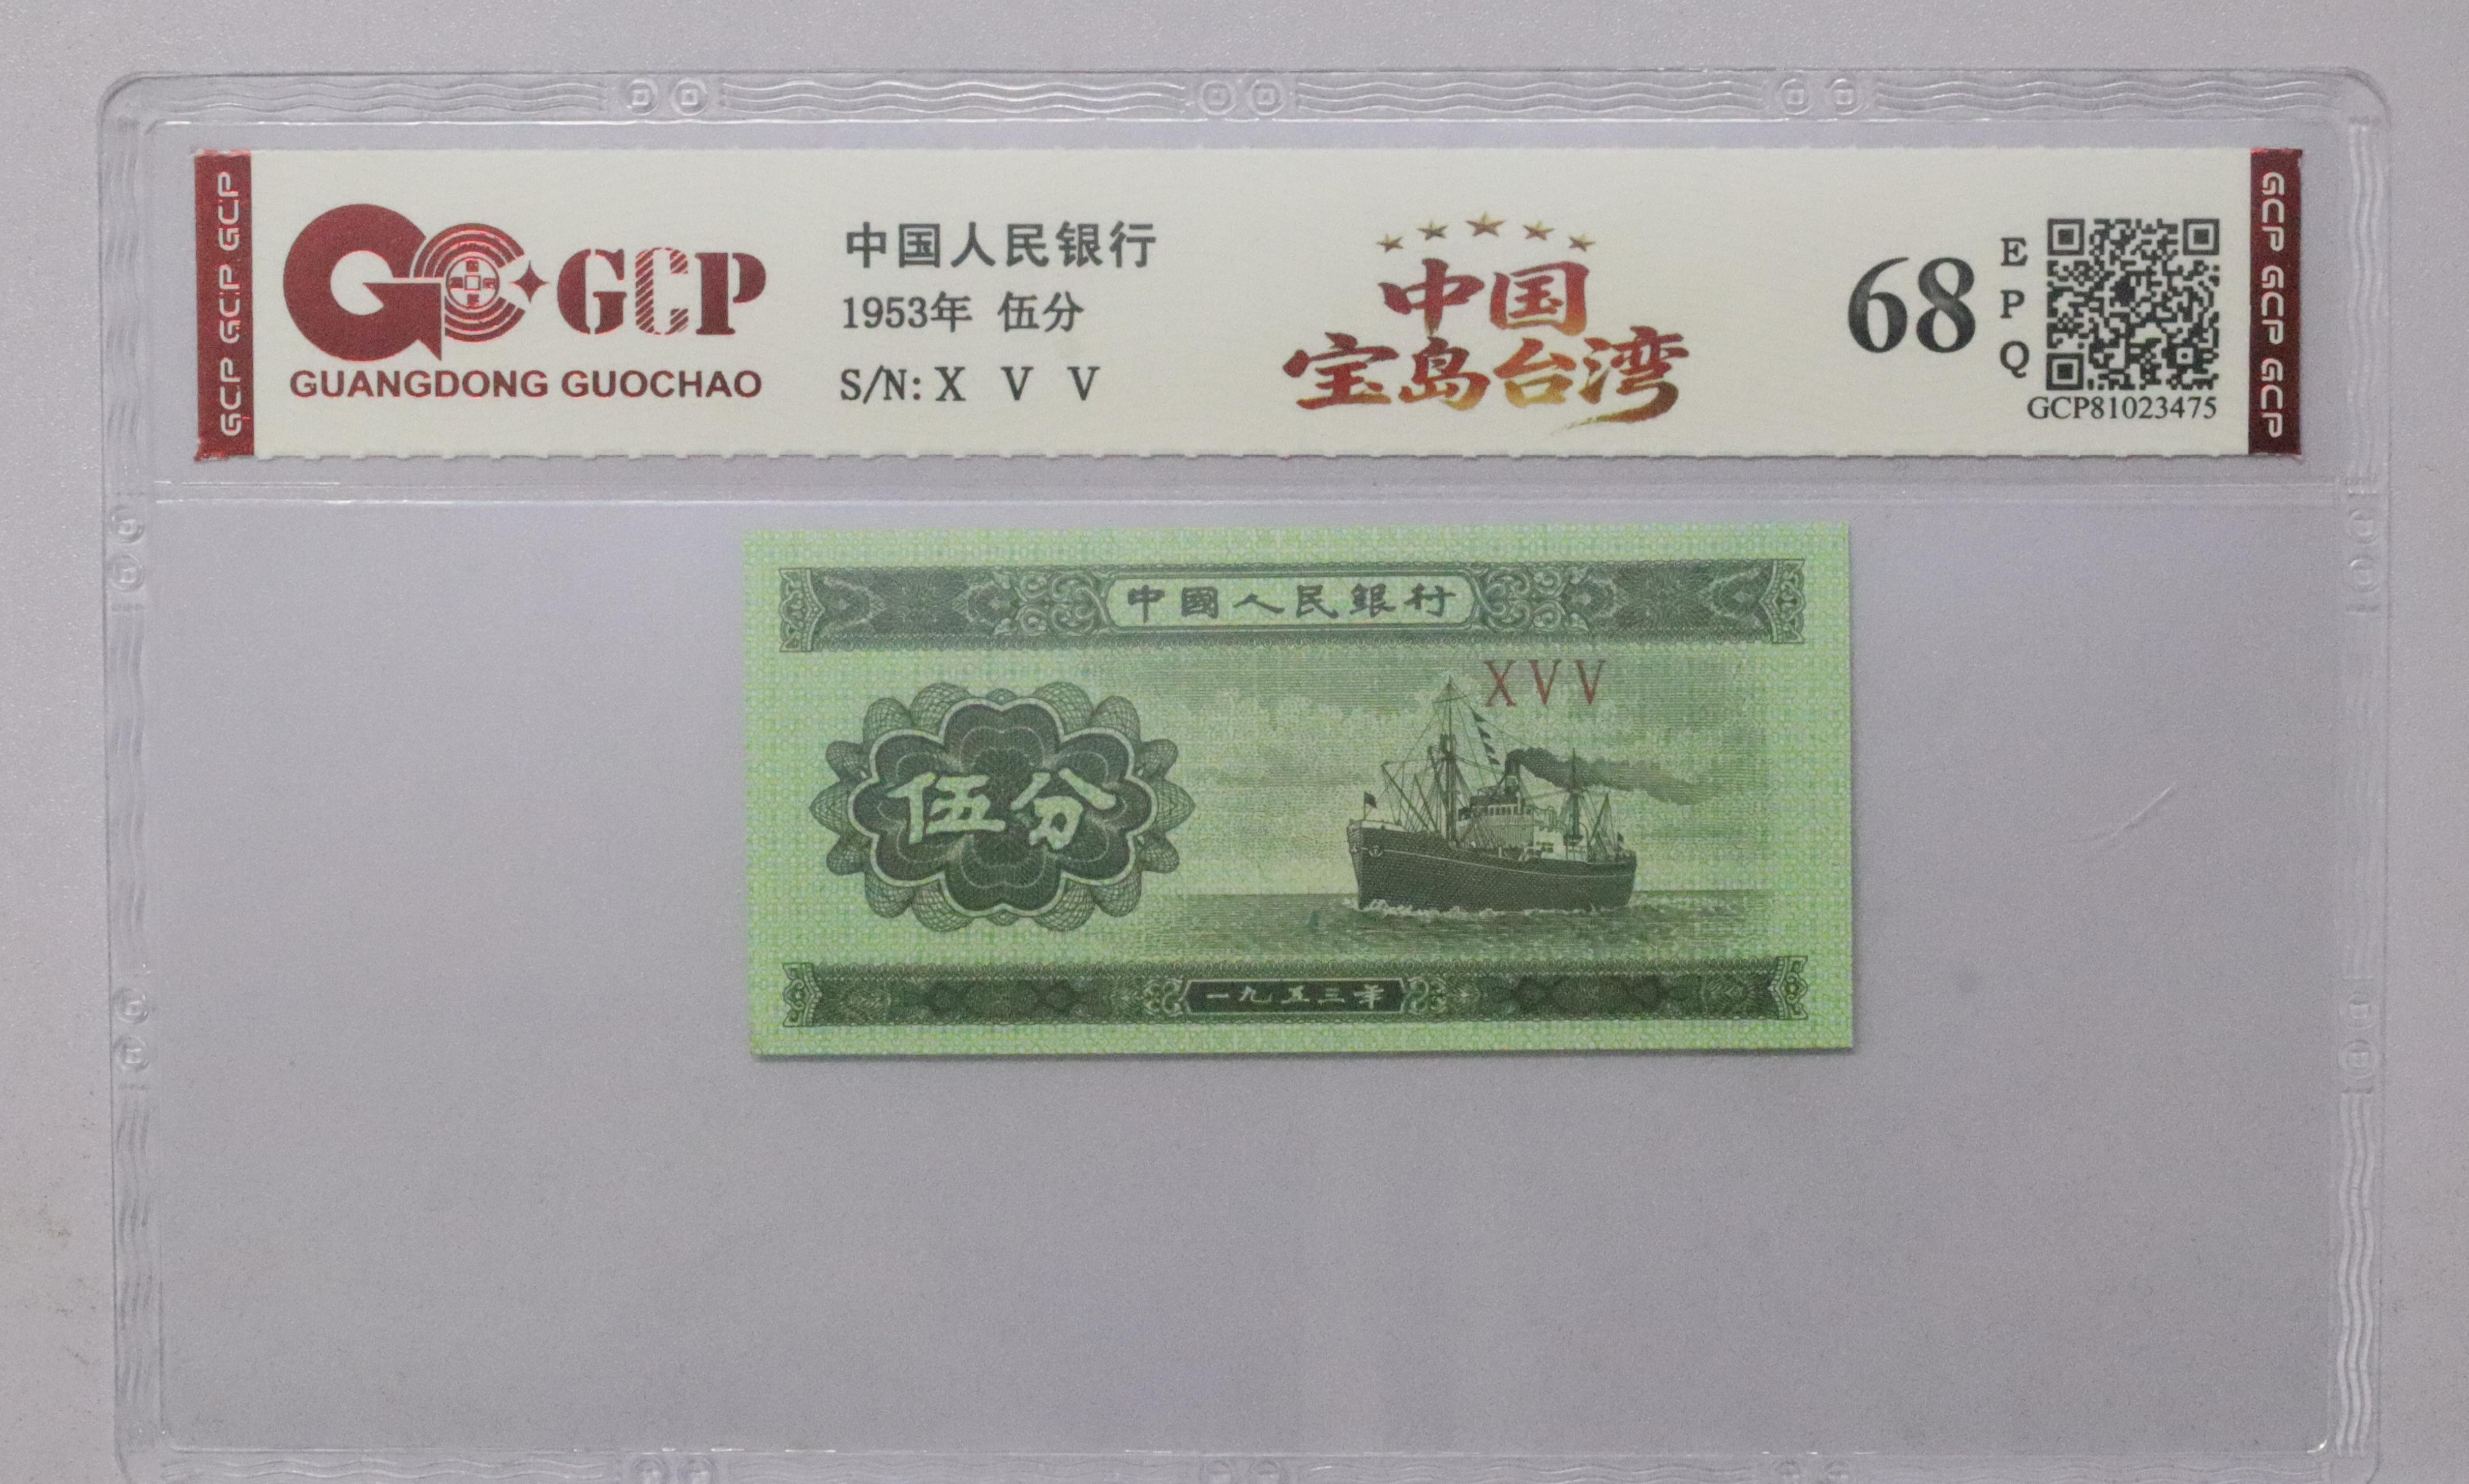 GCP GCP GCP
GCP
GUANGDONG GUOCHAO
中国人民银行
1953年 伍分
S/N: X V V
中国
宝岛台湾
68
EPQ
GCP81023475
GCP GCP GCP
中國人民銀行
XVV
伍分
一九五三年